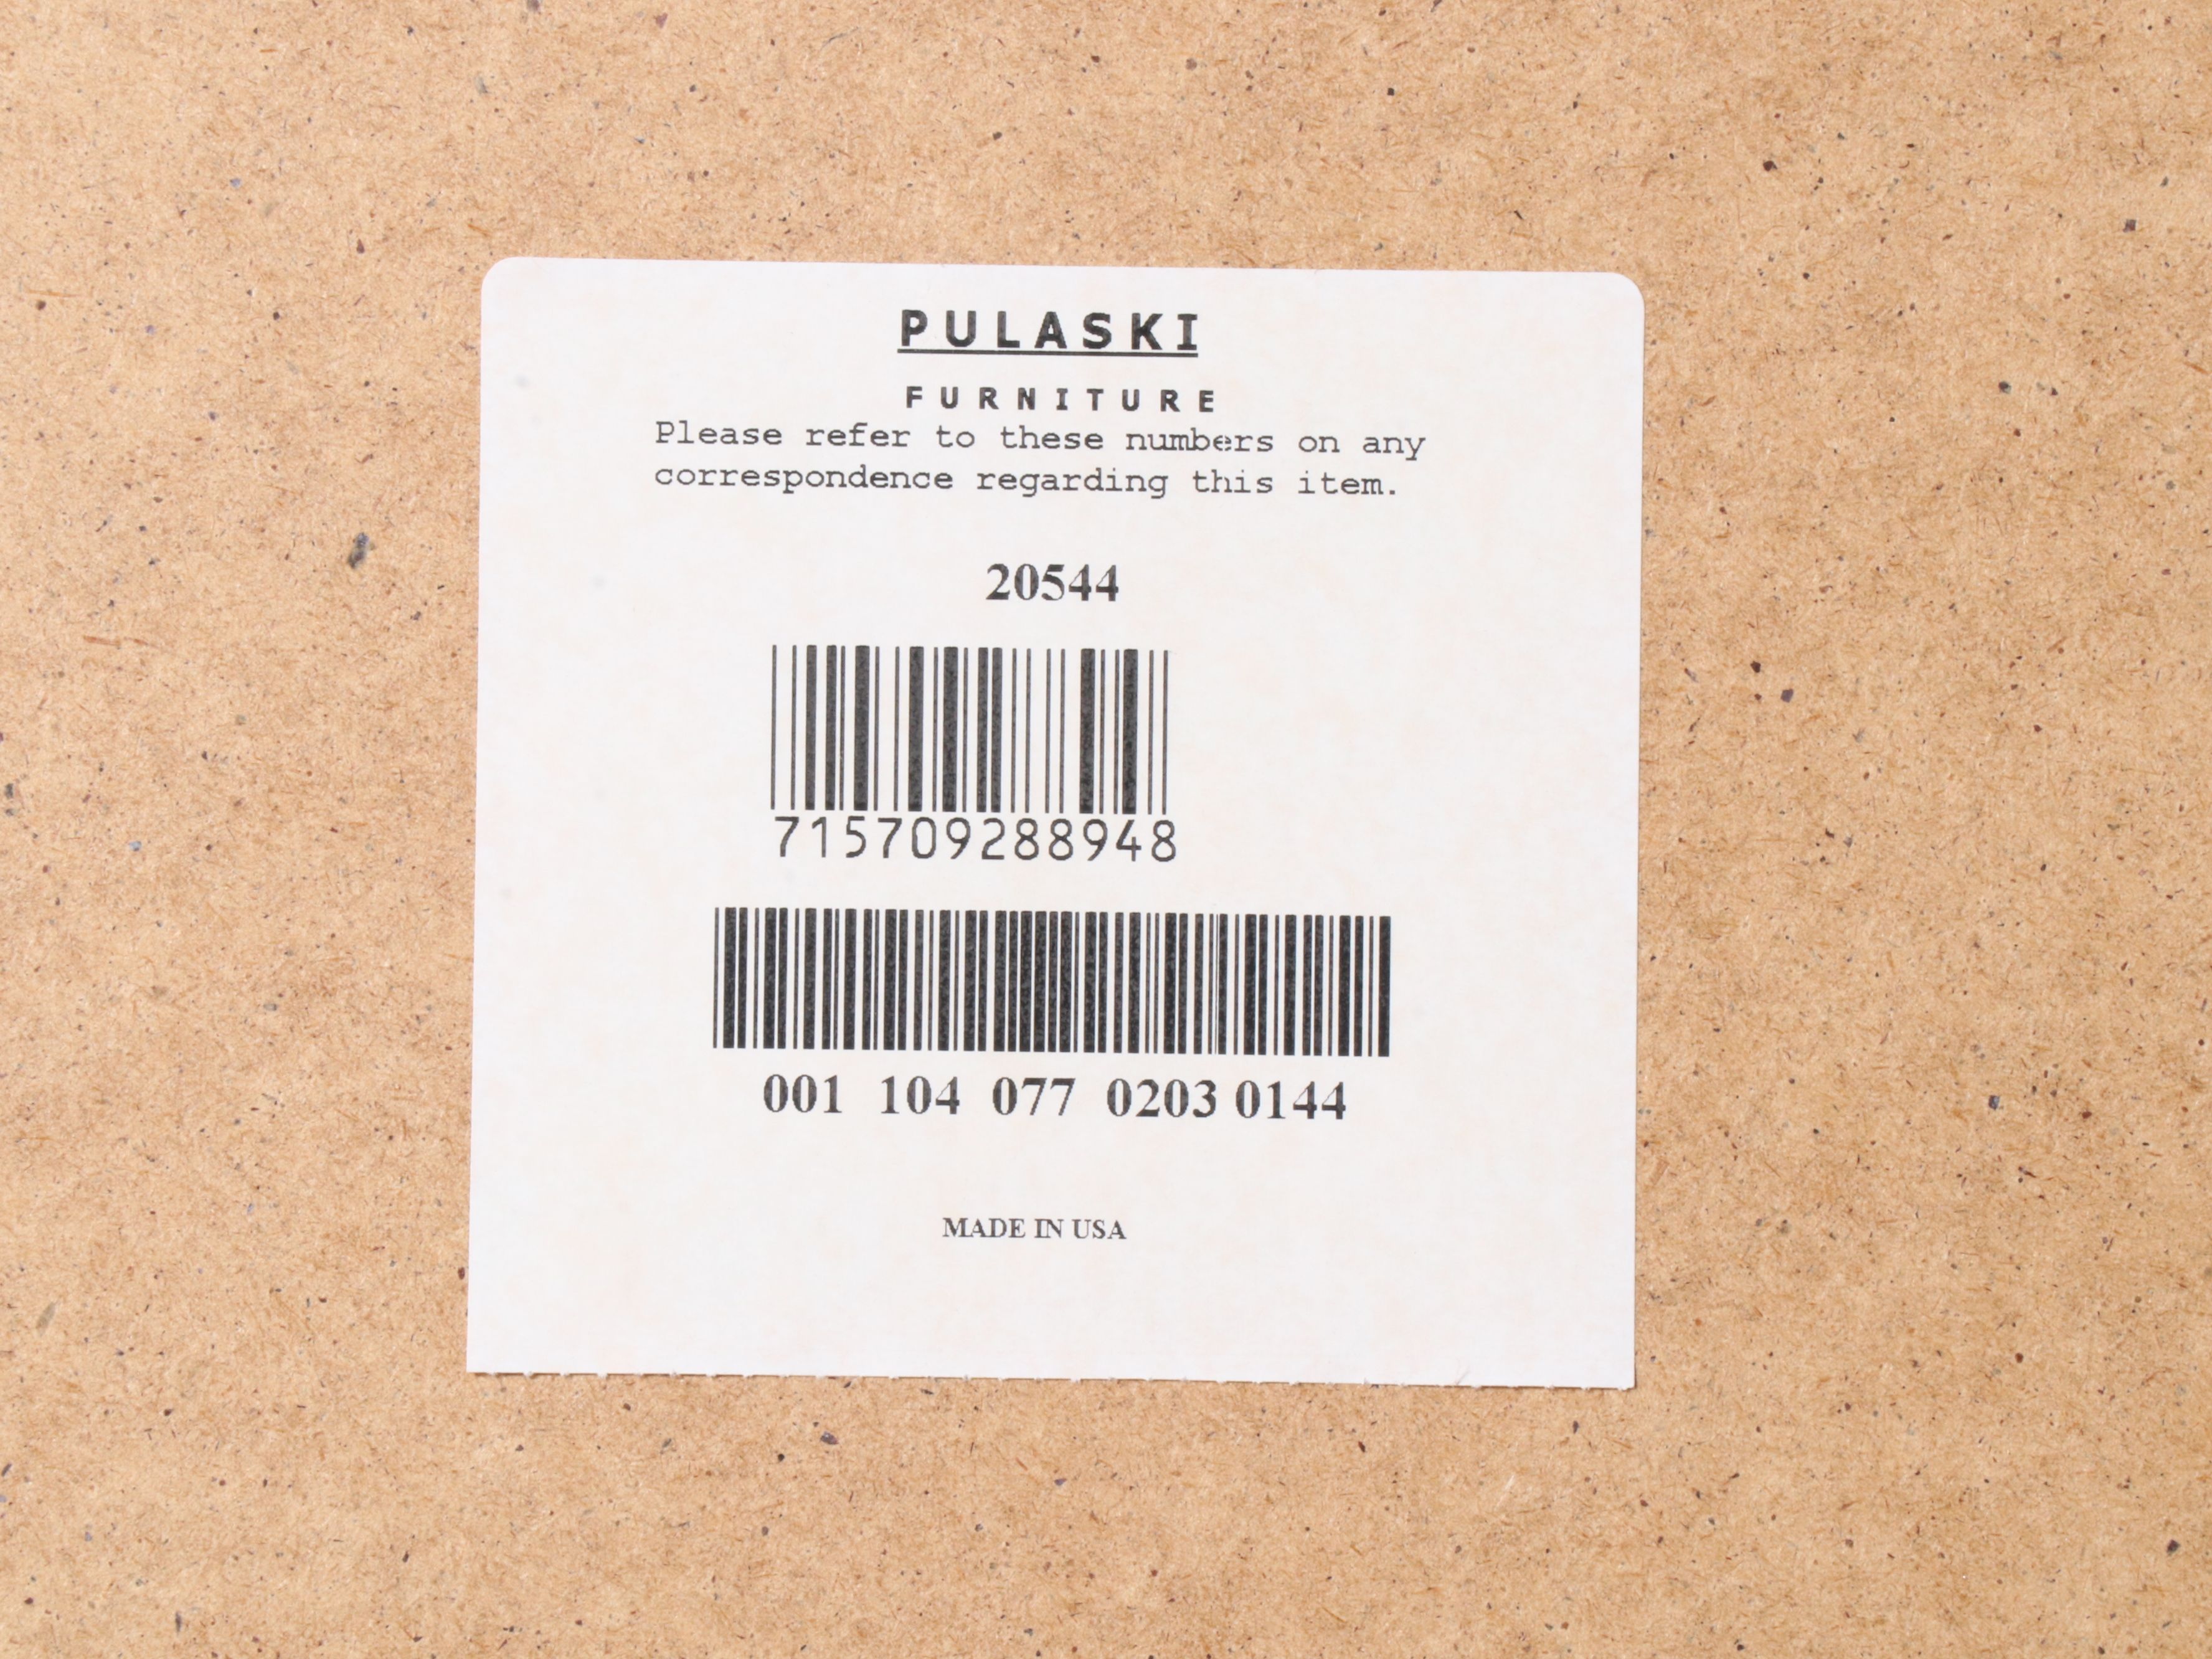 PULASKI
FURNITURE
Please refer to these numbers on any
correspondence regarding this item.
20544
715709288948
001 104 077 0203 0144
MADE IN USA